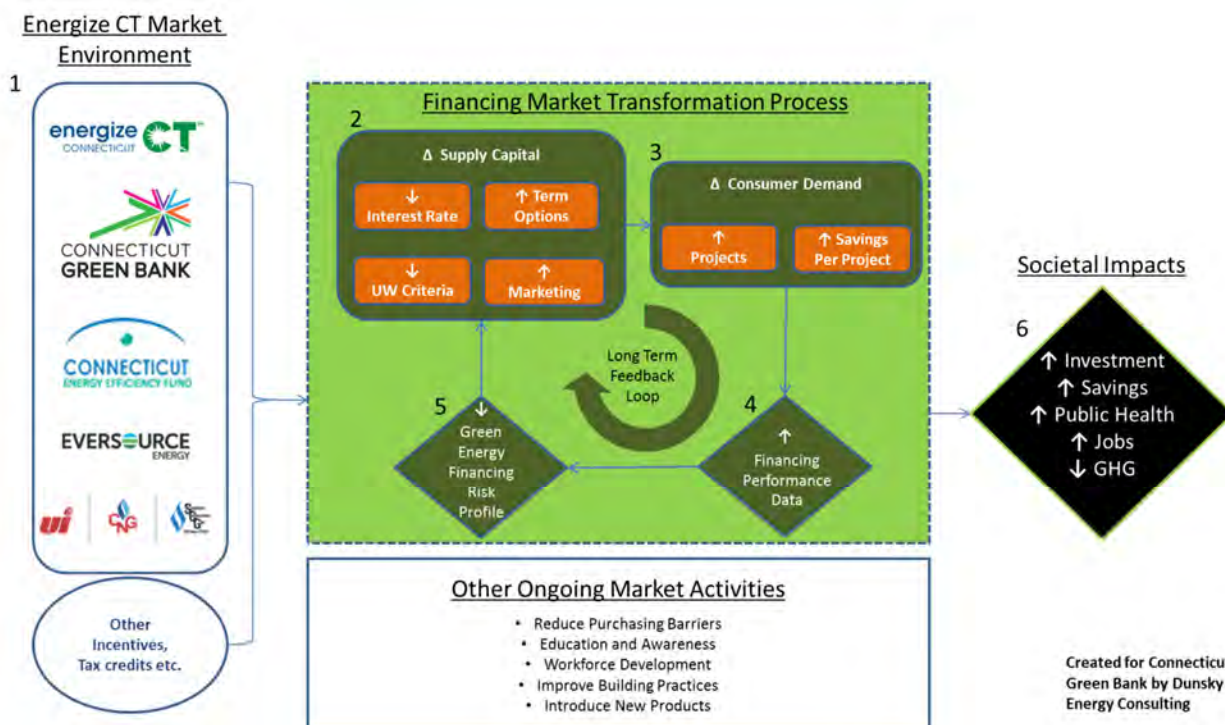 Energize CT Market
Environment
1
energize CT
CONNECTICUT
CONNECTICUT
GREEN BANK
CONNECTICUT
ENERGY EFFICIENCY FUND
EVERSOURCE
ENERGY
ui
CNG
Other
Incentives,
Tax credits etc.
Financing Market Transformation Process
2
Δ Supply Capital
↓
Interest Rate
↑ Term
Options
↓
UW Criteria
↑
Marketing
3
Δ Consumer Demand
↑
Projects
↑ Savings
Per Project
Long Term
Feedback
Loop
4
↑
Financing
Performance
Data
5
↓
Green
Energy
Financing
Risk
Profile
Other Ongoing Market Activities
• Reduce Purchasing Barriers
• Education and Awareness
• Workforce Development
• Improve Building Practices
• Introduce New Products
Societal Impacts
6
↑ Investment
↑ Savings
↑ Public Health
↑ Jobs
↓ GHG
Created for Connecticu
Green Bank by Dunsky
Energy Consulting